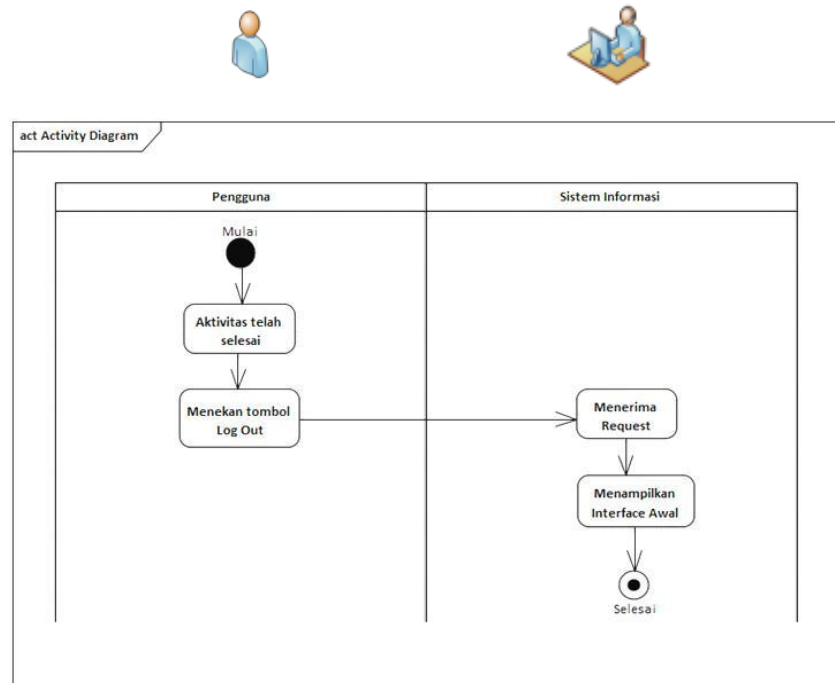 act Activity Diagram
Pengguna
Sistem Informasi
Mulai
Aktivitas telah
selesai
Menekan tombol
Log Out
Menerima
Request
Menampilkan
Interface Awal
Selesai